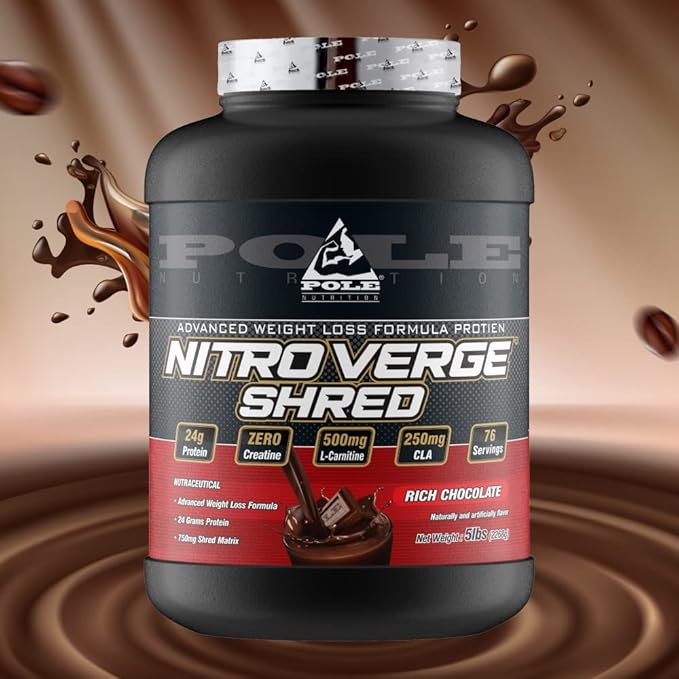 POLE
POLE
NUTRITION
POLE®
NUTRITION
ADVANCED WEIGHT LOSS FORMULA PROTIEN
NITRO VERGE
SHRED
24g
Protein
ZERO
Creatine
500mg
L-Carnitine
250mg
CLA
76
Servings
NUTRACEUTICAL
• Advanced Weight Loss Formula
• 24 Grams Protein
• 750mg Shred Matrix
RICH CHOCOLATE
Naturally and artificially flavor
Net Weight : 5lbs (2268g)